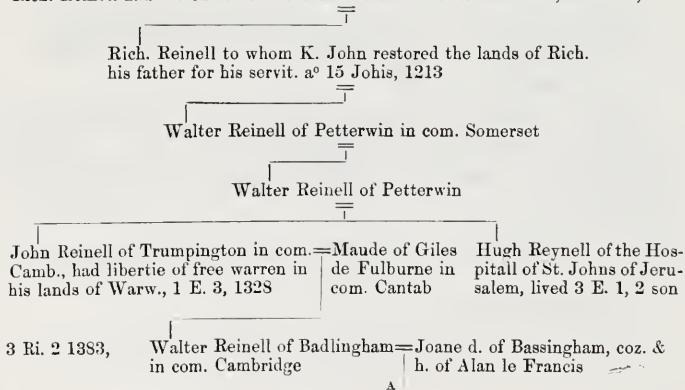 Rich. Reinell to whom K. John restored the lands of Rich.
his father for his servit. aº 15 Johis, 1213
Walter Reinell of Petterwin in com. Somerset
Walter Reinell of Petterwin
John Reinell of Trumpington in com.=Maude of Giles
Camb., had libertie of free warren in de Fulburne in
his lands of Warw., 1 E. 3, 1328 com. Cantab
Hugh Reynell of the Hos-
pitall of St. Johns of Jeru-
salem, lived 3 E. 1, 2 son
3 Ri. 2 1383, Walter Reinell of Badlingham=Joane d. of Bassingham, coz. &
in com. Cambridge h. of Alan le Francis
A